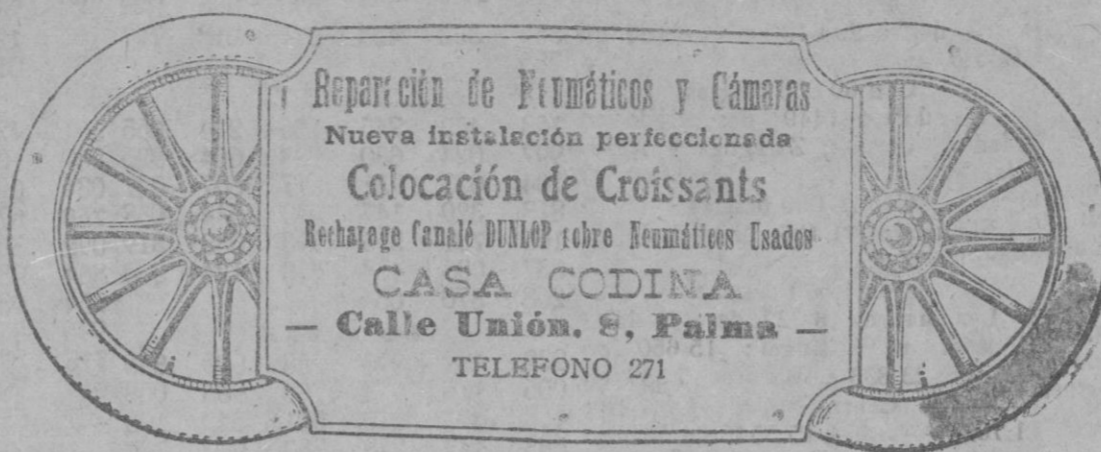 Reparación de Neumáticos y Cámaras
Nueva instalación perfeccionada
Colocación de Croissants
Rechapage Canalé DUNLOP sobre Neumáticos Usados
CASA CODINA
— Calle Unión, 8, Palma —
TELEFONO 271